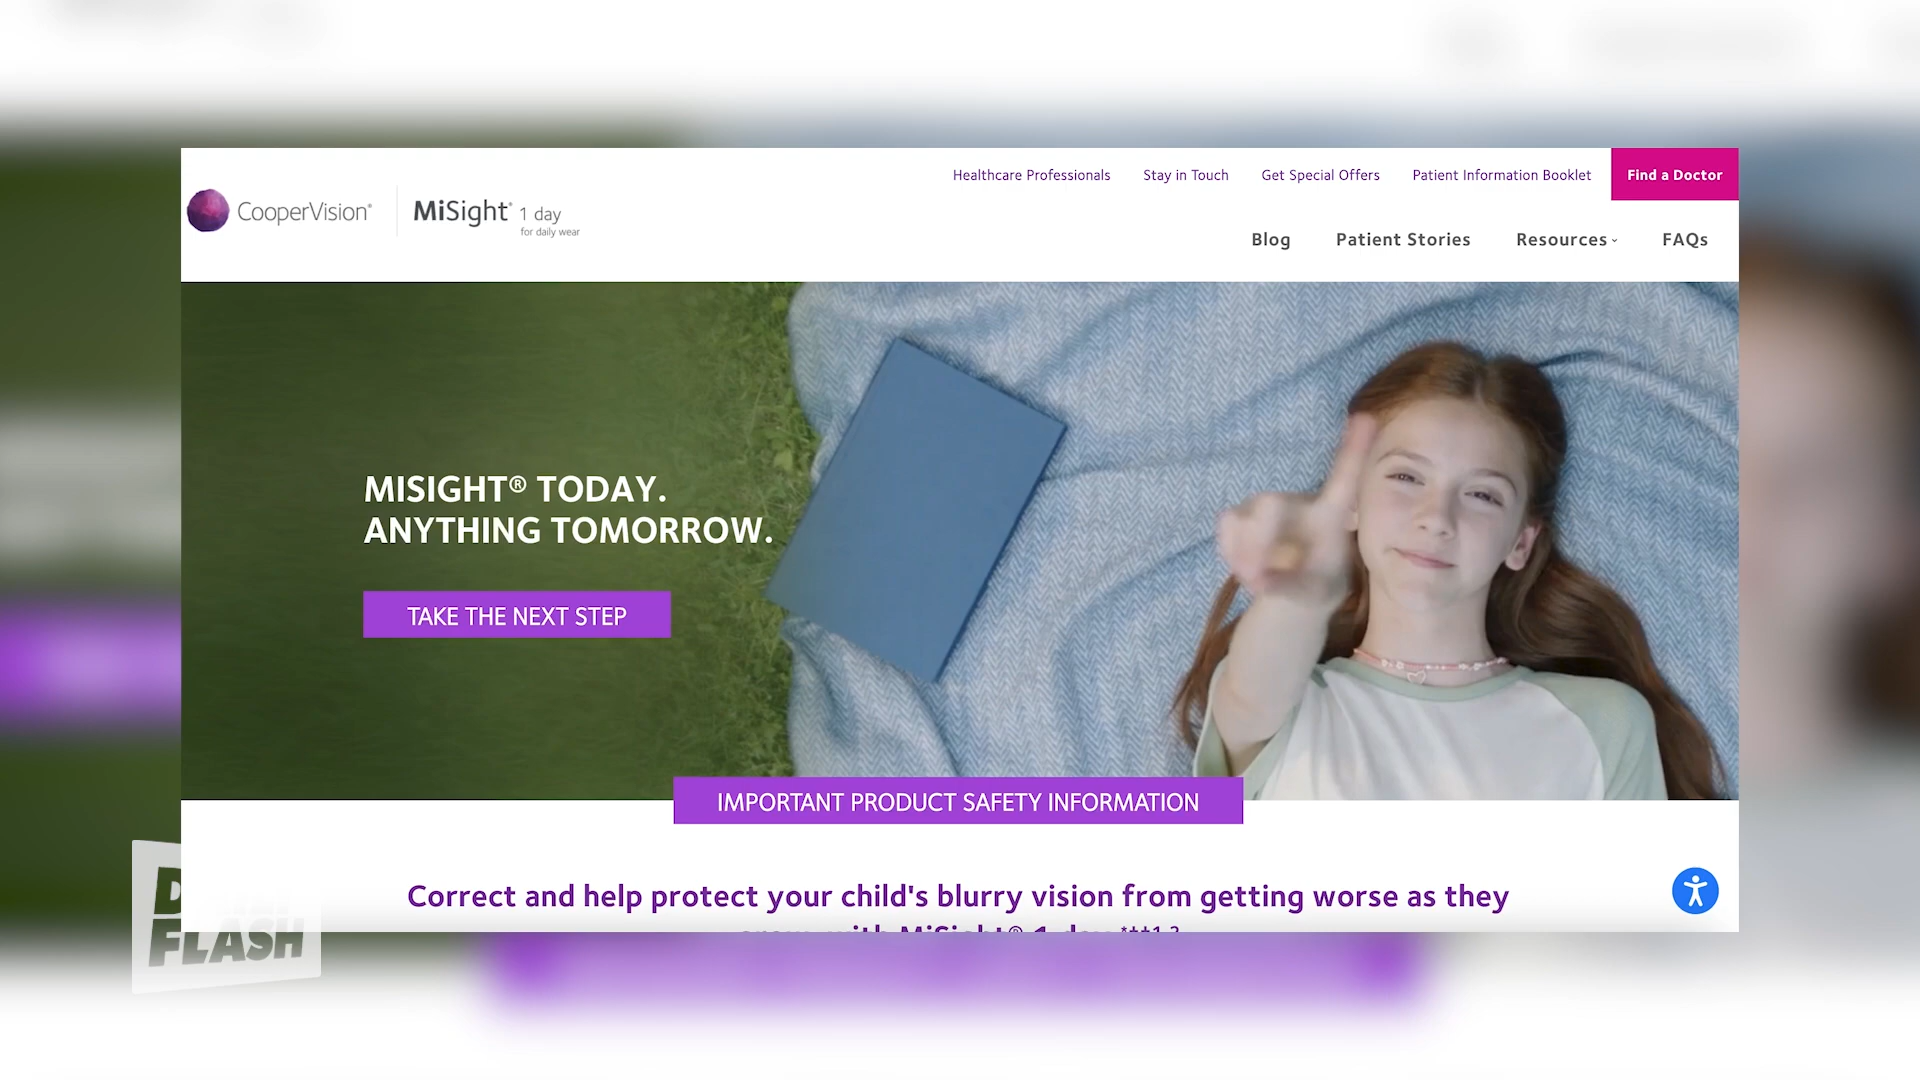 Healthcare Professionals Stay in Touch Get Special Offers Patient Information Booklet Find a Doctor
CooperVision® MiSight® 1 day
for daily wear
Blog Patient Stories Resources FAQs
MISIGHT® TODAY.
ANYTHING TOMORROW.
TAKE THE NEXT STEP
IMPORTANT PRODUCT SAFETY INFORMATION
Correct and help protect your child's blurry vision from getting worse as they
FLASH